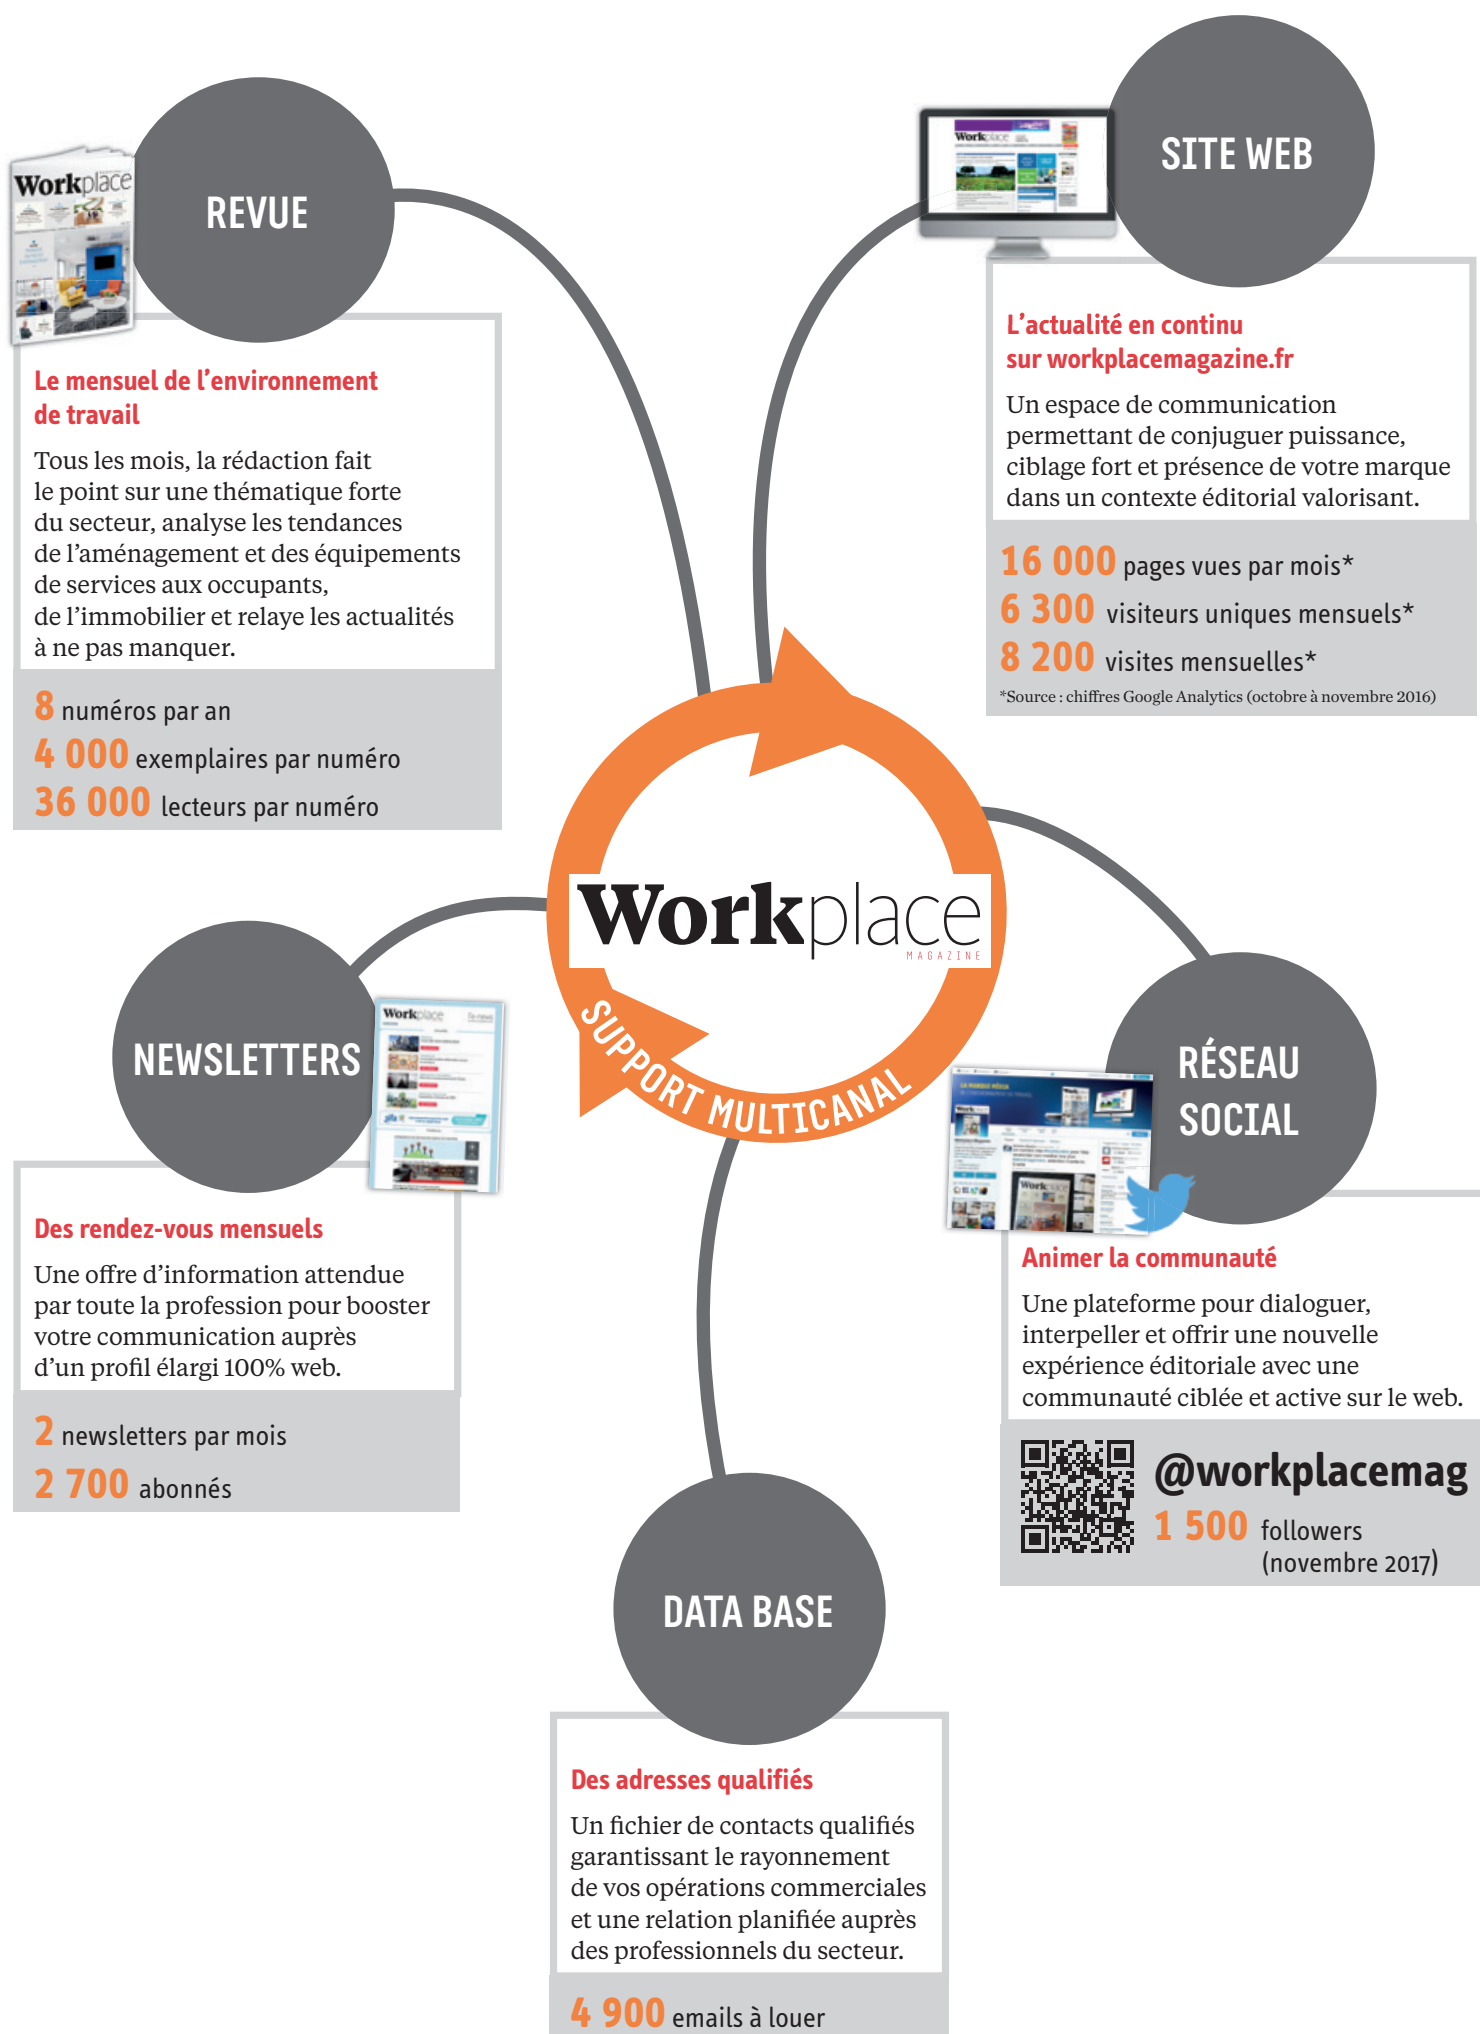 REVUE
Workplace
Le mensuel de l'environnement
de travail
Tous les mois, la rédaction fait
le point sur une thématique forte
du secteur, analyse les tendances
de l'aménagement et des équipements
de services aux occupants,
de l'immobilier et relaye les actualités
à ne pas manquer.
8 numéros par an
4 000 exemplaires par numéro
36 000 lecteurs par numéro
SITE WEB
Workplace
L'actualité en continu
sur workplacemagazine.fr
Un espace de communication
permettant de conjuguer puissance,
ciblage fort et présence de votre marque
dans un contexte éditorial valorisant.
16 000 pages vues par mois*
6 300 visiteurs uniques mensuels*
8 200 visites mensuelles*
*Source : chiffres Google Analytics (octobre à novembre 2016)
Workplace
MAGAZINE
SUPPORT MULTICANAL
NEWSLETTERS
Workplace
Des rendez-vous mensuels
Une offre d'information attendue
par toute la profession pour booster
votre communication auprès
d'un profil élargi 100% web.
2 newsletters par mois
2 700 abonnés
RÉSEAU
SOCIAL
LA MARQUE MÉDIA
Workplace
Animer la communauté
Une plateforme pour dialoguer,
interpeller et offrir une nouvelle
expérience éditoriale avec une
communauté ciblée et active sur le web.
@workplacemag
1 500 followers
(novembre 2017)
DATA BASE
Des adresses qualifiés
Un fichier de contacts qualifiés
garantissant le rayonnement
de vos opérations commerciales
et une relation planifiée auprès
des professionnels du secteur.
4 900 emails à louer